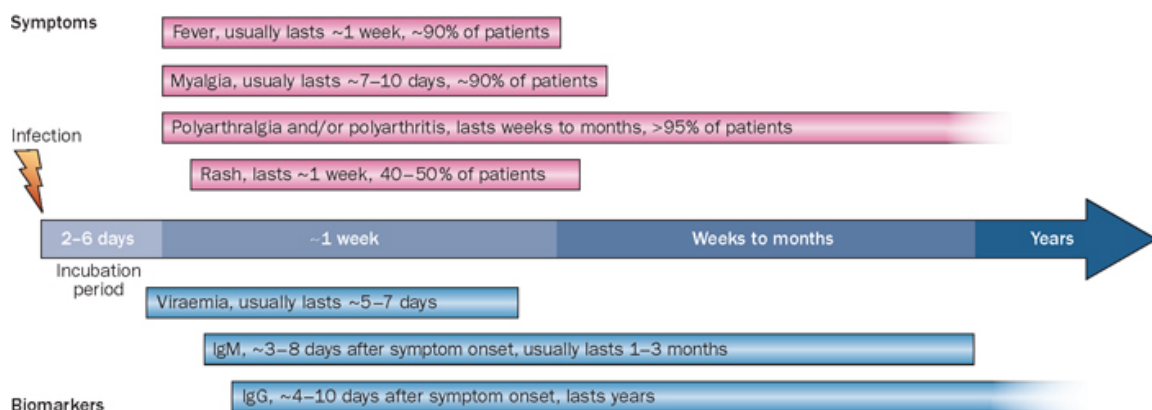 Symptoms
Fever, usually lasts ~1 week, ~90% of patients
Myalgia, usualy lasts ~7–10 days, ~90% of patients
Polyarthralgia and/or polyarthritis, lasts weeks to months, >95% of patients
Infection
Rash, lasts ~1 week, 40–50% of patients
2–6 days
~1 week
Weeks to months
Years
Incubation
period
Viraemia, usually lasts ~5–7 days
IgM, ~3–8 days after symptom onset, usually lasts 1–3 months
IgG, ~4–10 days after symptom onset, lasts years
Biomarkers